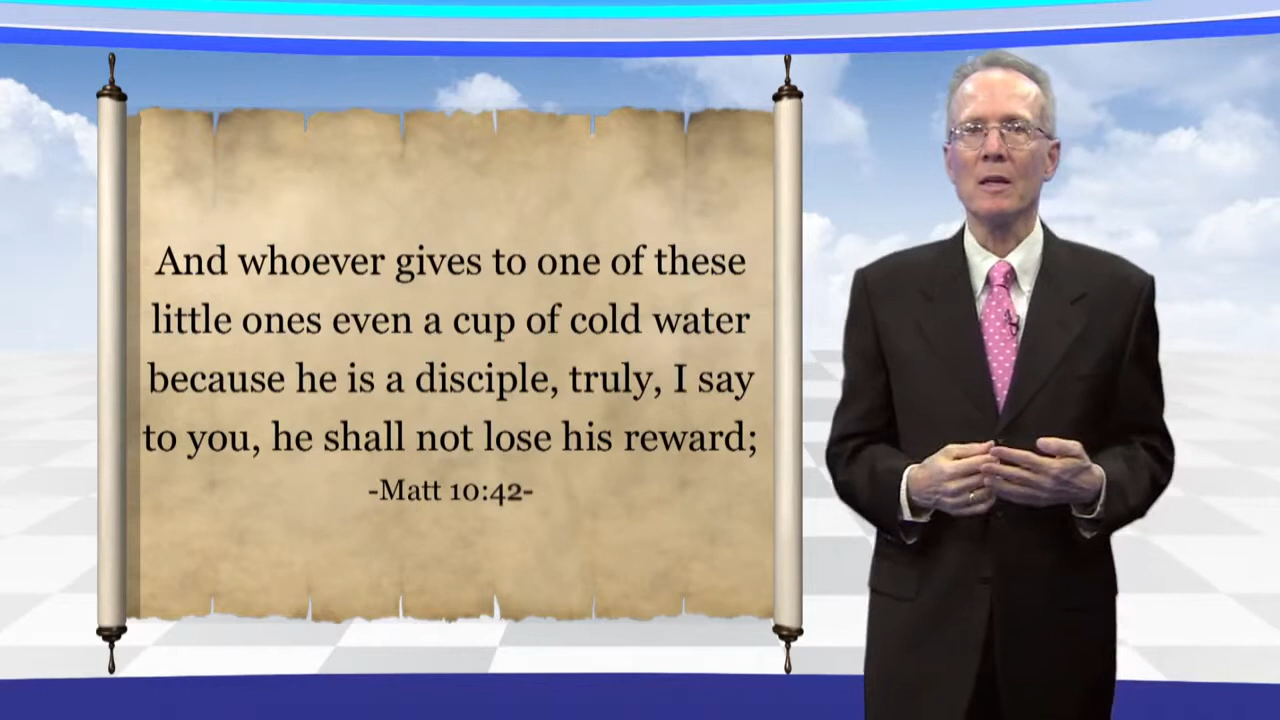 And whoever gives to one of these
little ones even a cup of cold water
because he is a disciple, truly, I say
to you, he shall not lose his reward;
-Matt 10:42-